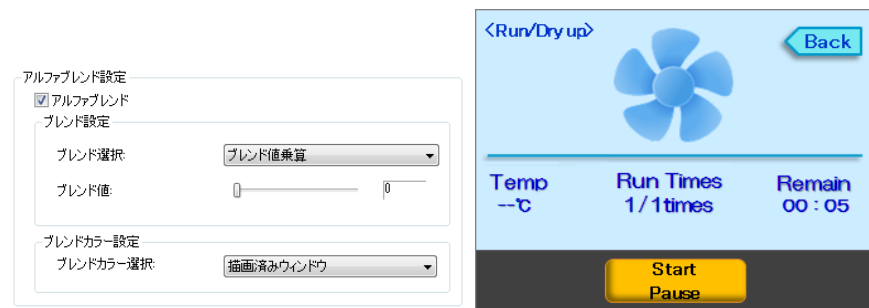 アルファブレンド設定
アルファブレンド
ブレンド設定
ブレンド選択:
ブレンド値乗算
ブレンド値:
0
ブレンドカラー設定
ブレンドカラー選択:
描画済みウィンドウ
<Run/Dry up>
Back
Temp
Run Times
Remain
--℃
1/1times
00:05
Start
Pause